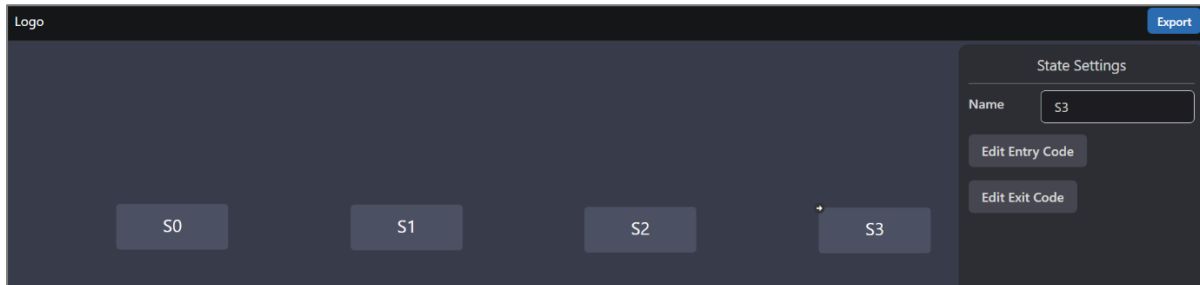 Logo
Export
State Settings
Name
S3
Edit Entry Code
Edit Exit Code
S0
S1
S2
S3